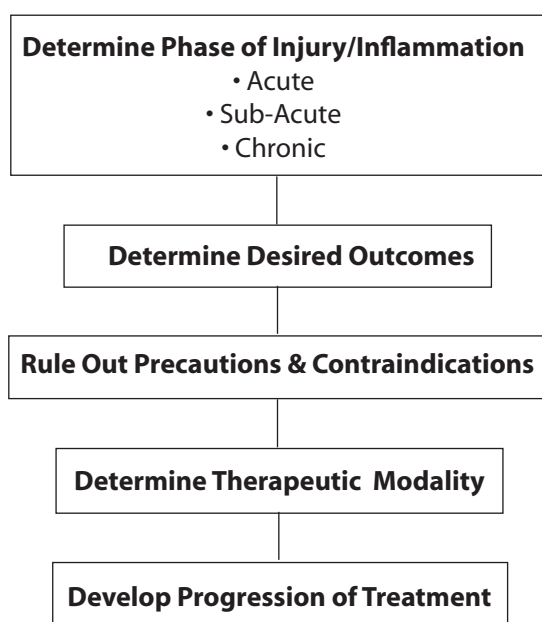 Determine Phase of Injury/Inflammation
• Acute
• Sub-Acute
• Chronic
Determine Desired Outcomes
Rule Out Precautions & Contraindications
Determine Therapeutic Modality
Develop Progression of Treatment